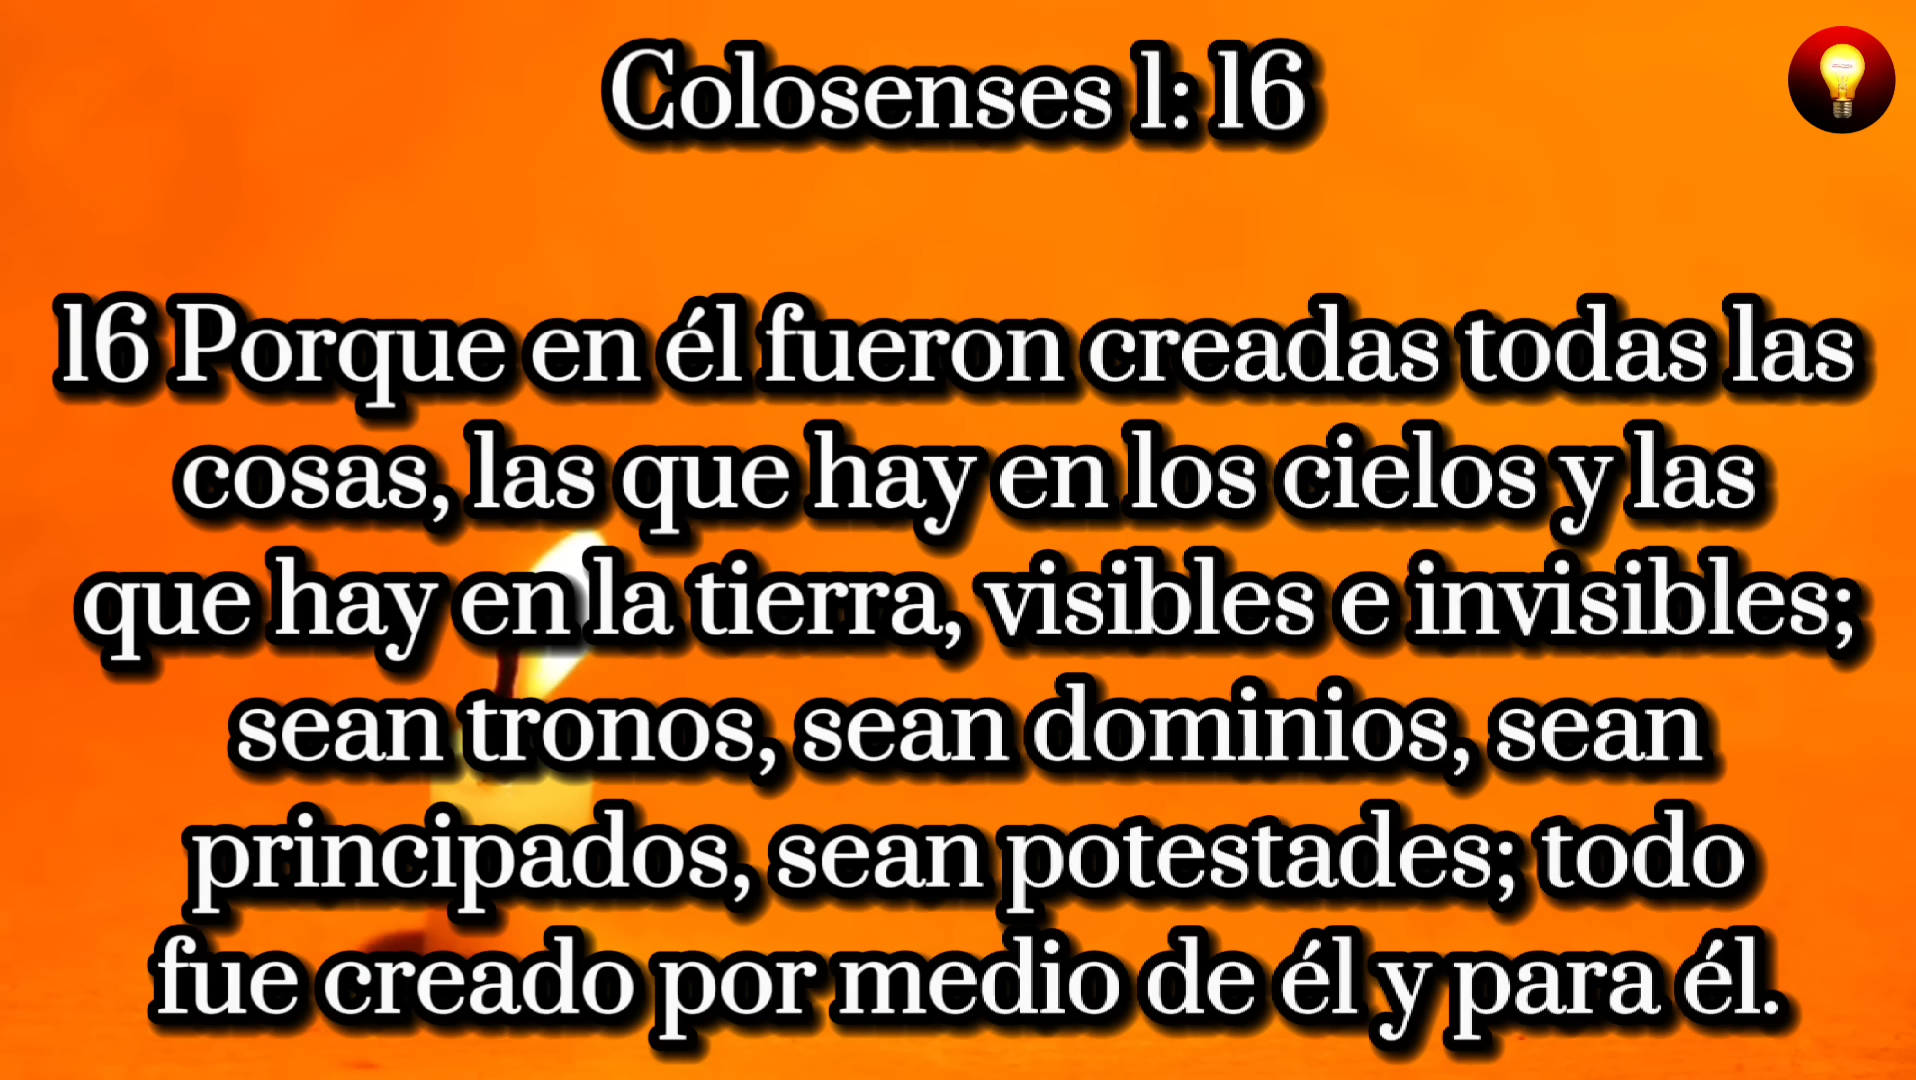 Colosenses 1: 16
16 Porque en él fueron creadas todas las
cosas, las que hay en los cielos y las
que hay en la tierra, visibles e invisibles;
sean tronos, sean dominios, sean
principados, sean potestades; todo
fue creado por medio de él y para él.